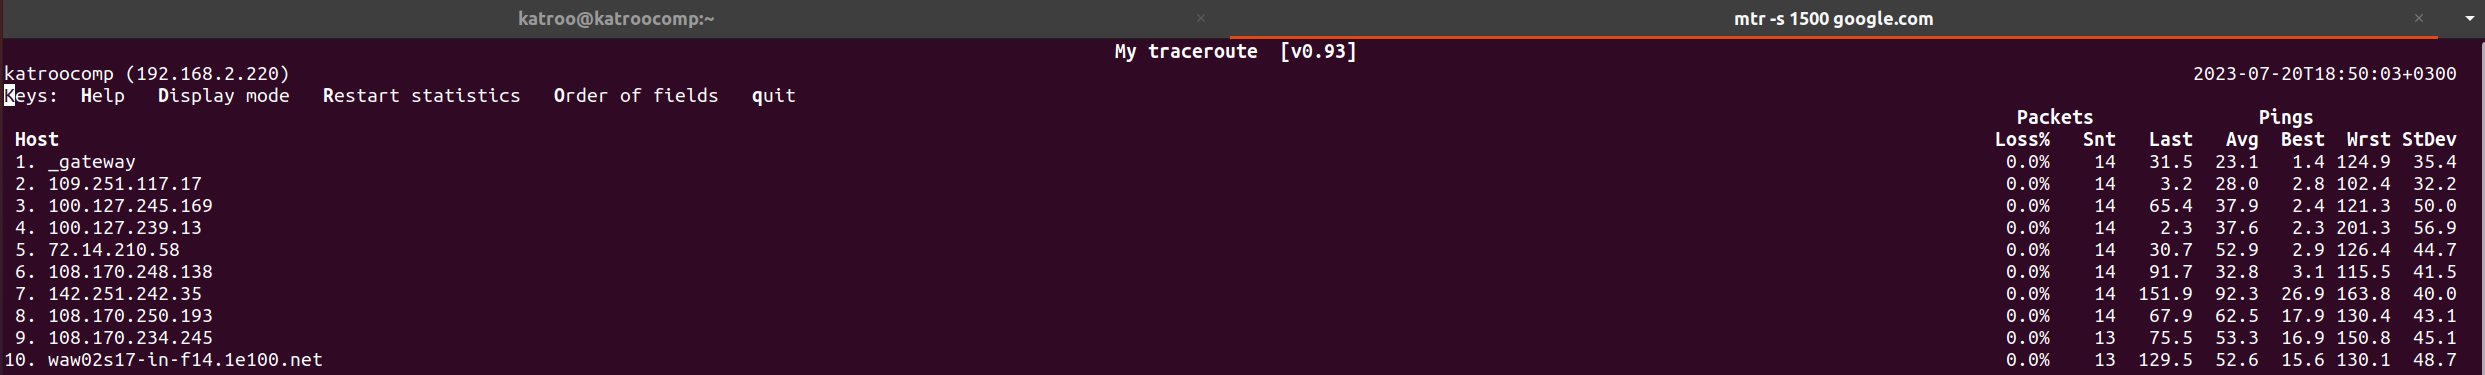 katroo@katroocomp:~ × mtr -s 1500 google.com ×
My traceroute [v0.93]
katroocomp (192.168.2.220) 2023-07-20T18:50:03+0300
Keys: Help Display mode Restart statistics Order of fields quit
Packets Pings
Host Loss% Snt Last Avg Best Wrst StDev
1. _gateway 0.0% 14 31.5 23.1 1.4 124.9 35.4
2. 109.251.117.17 0.0% 14 3.2 28.0 2.8 102.4 32.2
3. 100.127.245.169 0.0% 14 65.4 37.9 2.4 121.3 50.0
4. 100.127.239.13 0.0% 14 2.3 37.6 2.3 201.3 56.9
5. 72.14.210.58 0.0% 14 30.7 52.9 2.9 126.4 44.7
6. 108.170.248.138 0.0% 14 91.7 32.8 3.1 115.5 41.5
7. 142.251.242.35 0.0% 14 151.9 92.3 26.9 163.8 40.0
8. 108.170.250.193 0.0% 14 67.9 62.5 17.9 130.4 43.1
9. 108.170.234.245 0.0% 13 75.5 53.3 16.9 150.8 45.1
10. waw02s17-in-f14.1e100.net 0.0% 13 129.5 52.6 15.6 130.1 48.7